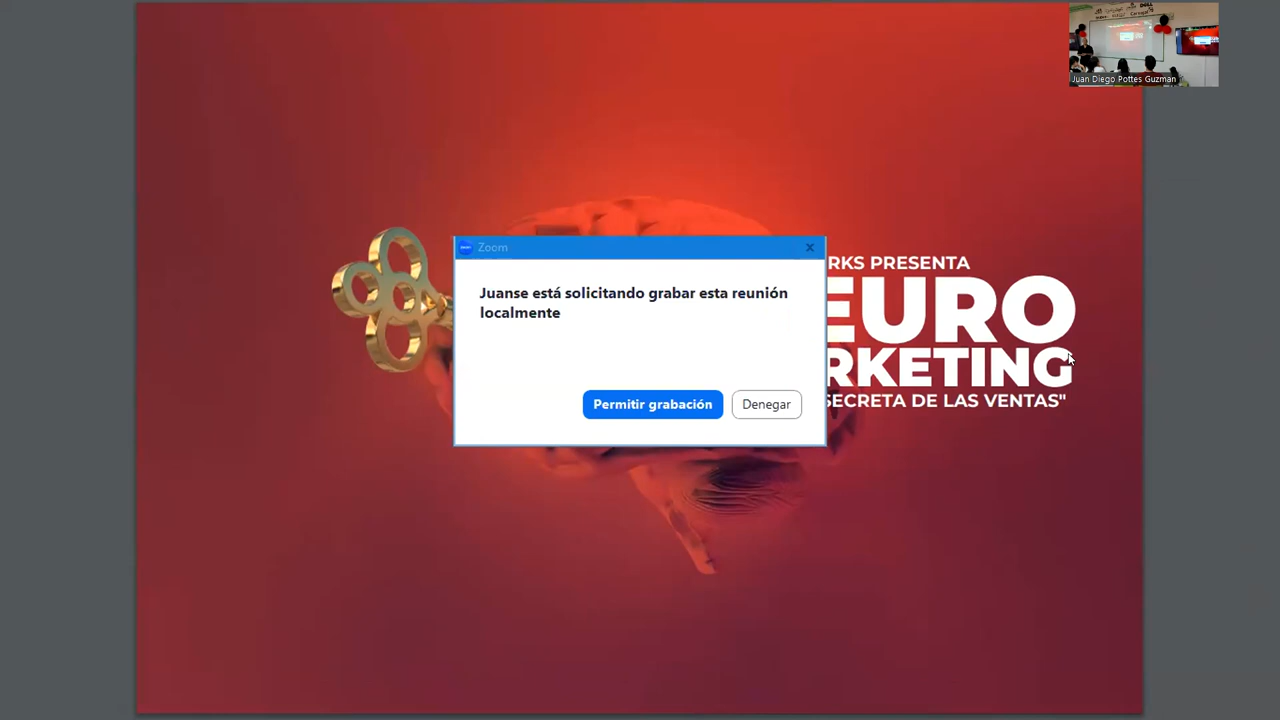 Juan Diego Pottes Guzman
Zoom
Juanse está solicitando grabar esta reunión
localmente
Permitir grabación
Denegar
RKS PRESENTA
EURO
RKETING
SECRETA DE LAS VENTAS"